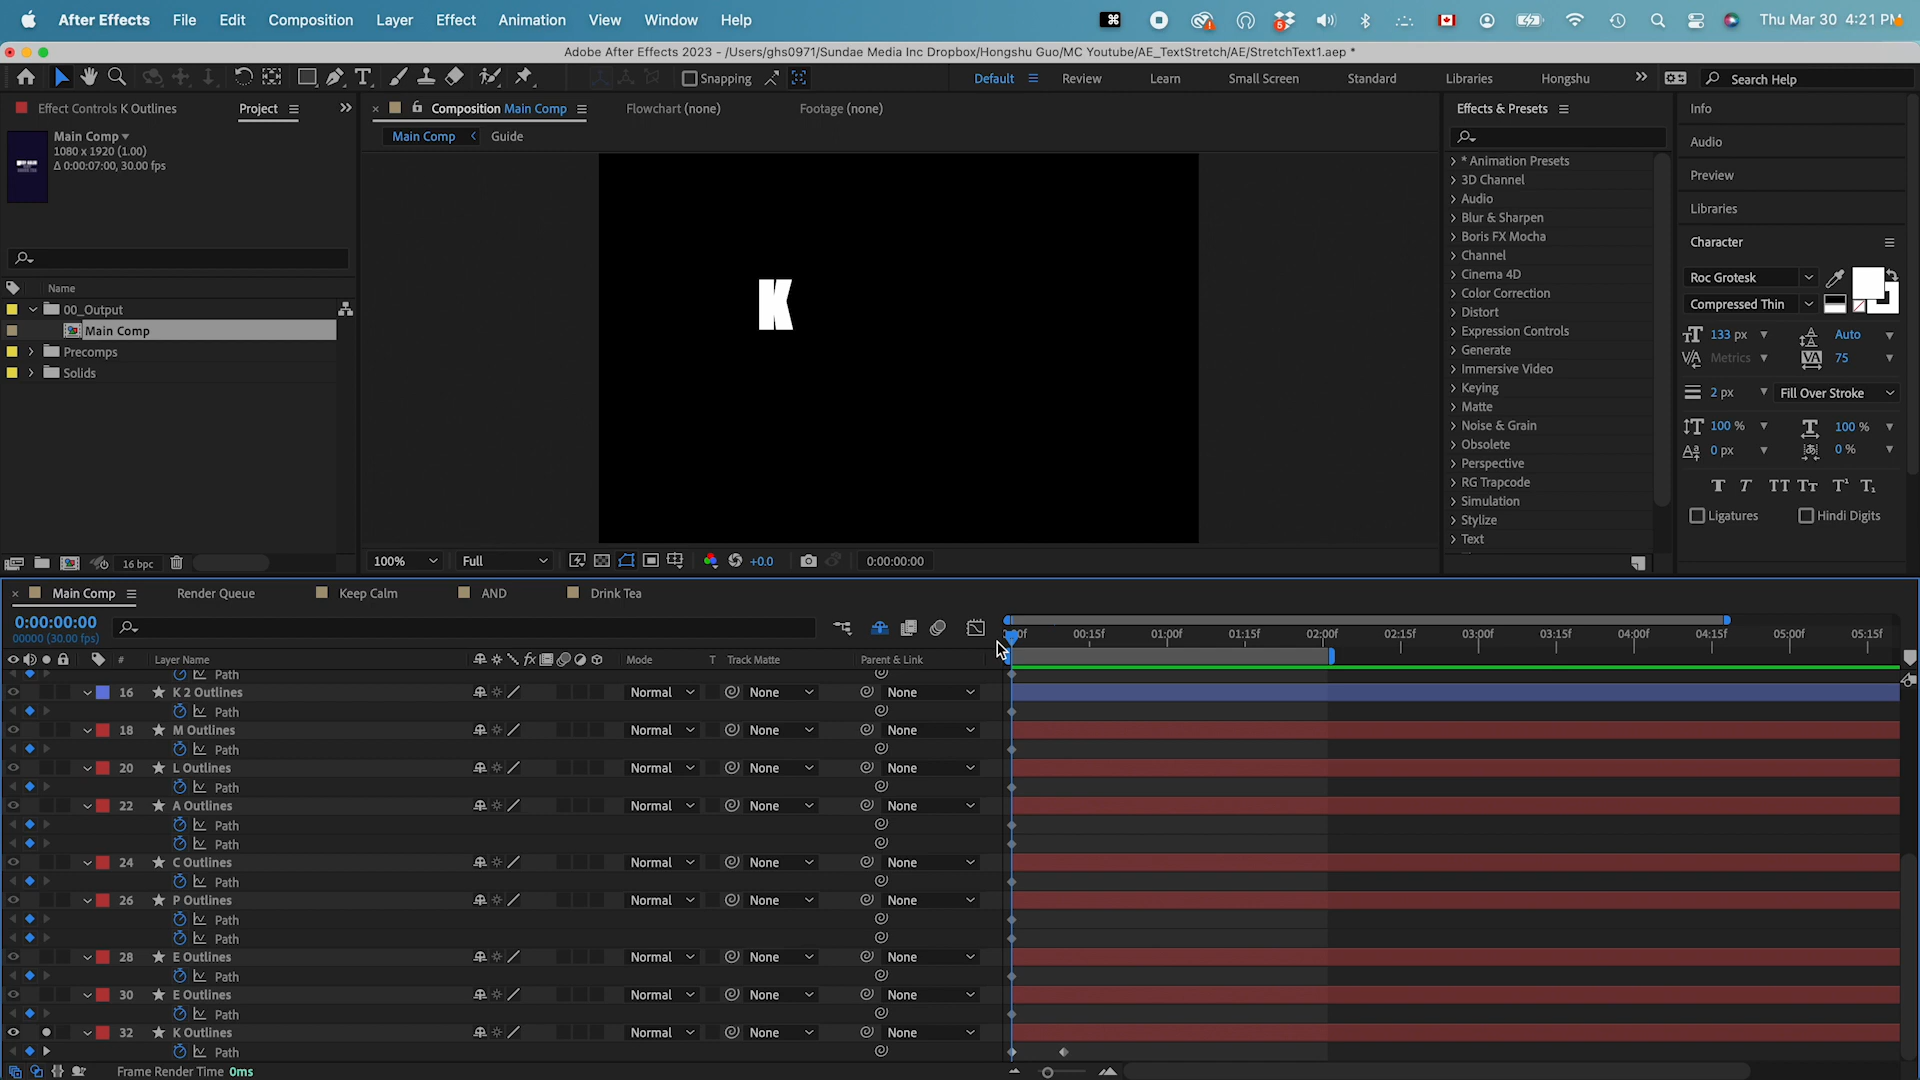 After Effects File Edit Composition Layer Effect Animation View Window Help 5 Thu Mar 30 4:21 PM
Adobe After Effects 2023 - /Users/ghs0971/Sundae Media Inc Dropbox/Hongshu Guo/MC Youtube/AE_TextStretch/AE/StretchText1.aep *
Snapping Default Review Learn Small Screen Standard Libraries Hongshu Search Help
Effect Controls K Outlines Project Composition Main Comp Flowchart (none) Footage (none) Effects & Presets Info
Main Comp Main Comp Guide
1080 x 1920 (1.00)
Δ 0:00:07:00, 30.00 fps
Name
00_Output
Main Comp
Precomps
Solids
16 bpc
K
100% Full +0.0 0:00:00:00
* Animation Presets
3D Channel
Audio
Blur & Sharpen
Boris FX Mocha
Channel
Cinema 4D
Color Correction
Distort
Expression Controls
Generate
Immersive Video
Keying
Matte
Noise & Grain
Obsolete
Perspective
RG Trapcode
Simulation
Stylize
Text
Audio
Preview
Libraries
Character
Roc Grotesk
Compressed Thin
133 px Auto
Metrics 75
2 px Fill Over Stroke
100 % 100 %
0 px 0 %
T T TT Tт T¹ T₁
Ligatures Hindi Digits
Main Comp Render Queue Keep Calm AND Drink Tea
0:00:00:00
00000 (30.00 fps)
00f 00:15f 01:00f 01:15f 02:00f 02:15f 03:00f 03:15f 04:00f 04:15f 05:00f 05:15f
# Layer Name fx Mode T Track Matte Parent & Link
Path
16 K 2 Outlines Normal None None
Path
18 M Outlines Normal None None
Path
20 L Outlines Normal None None
Path
22 A Outlines Normal None None
Path
Path
24 C Outlines Normal None None
Path
26 P Outlines Normal None None
Path
Path
28 E Outlines Normal None None
Path
30 E Outlines Normal None None
Path
32 K Outlines Normal None None
Path
Frame Render Time 0ms